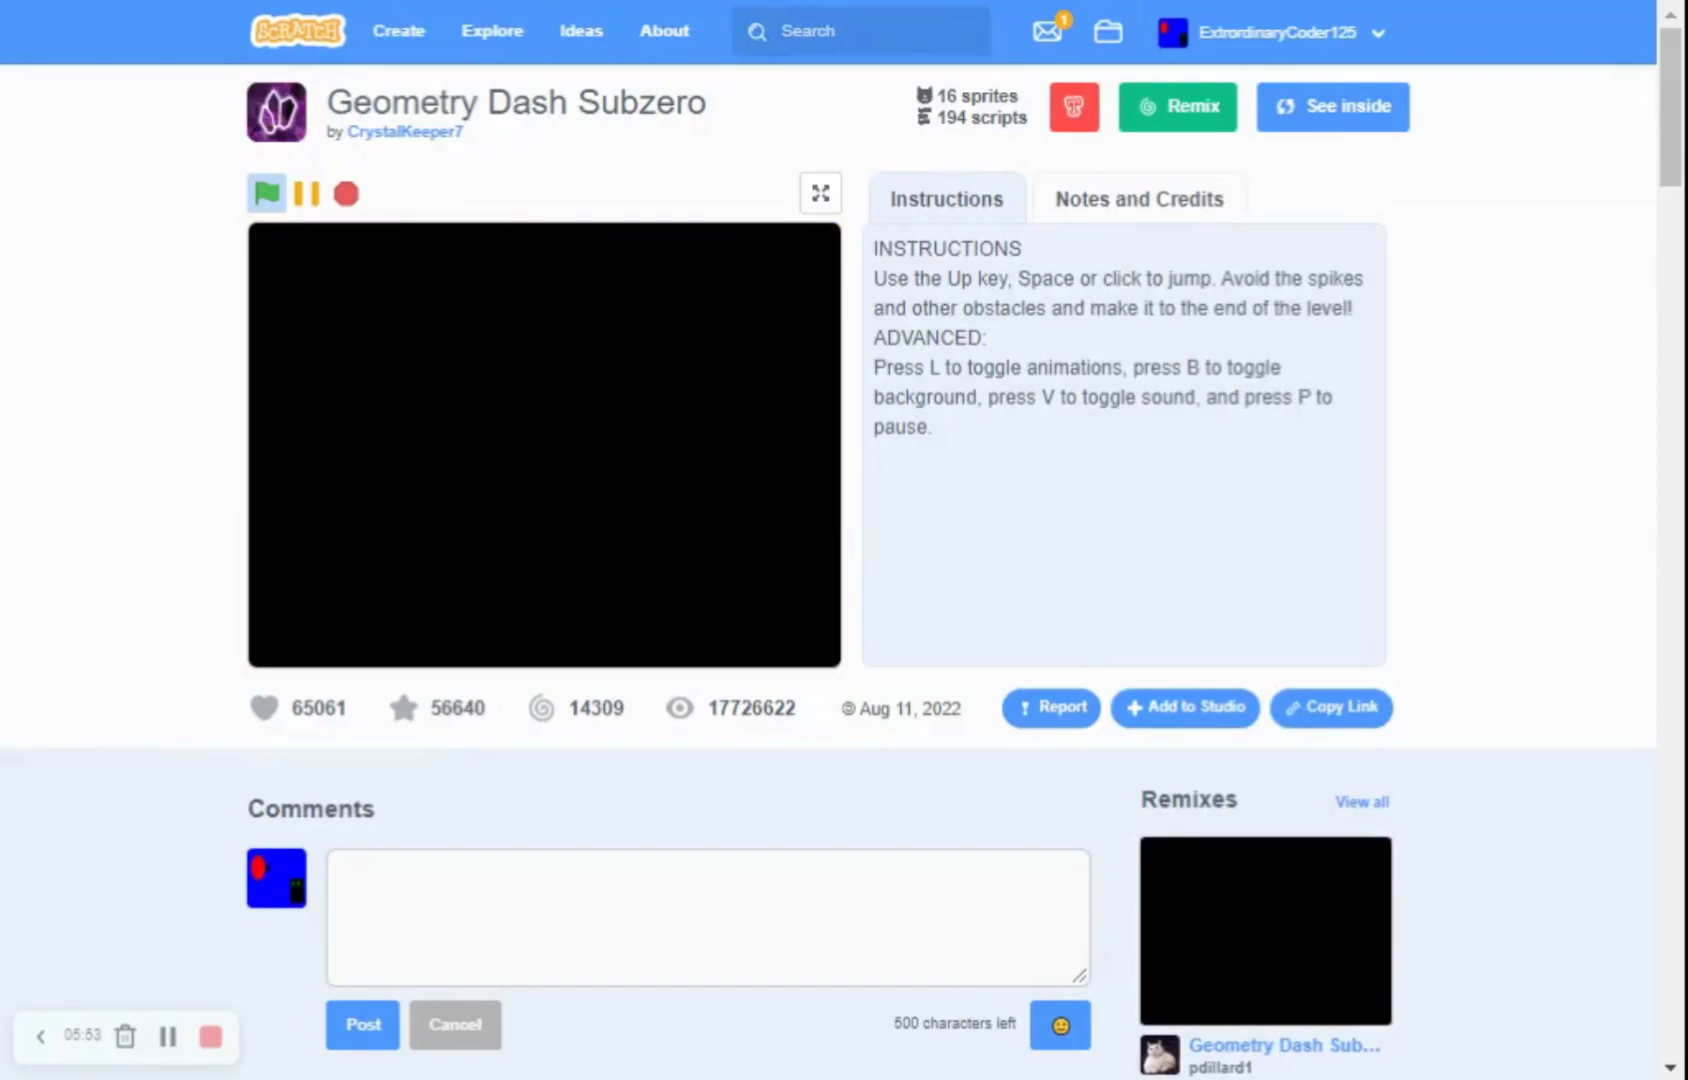 SCRATCH
Create
Explore
Ideas
About
Search
1
ExtrordinaryCoder125
Geometry Dash Subzero
by CrystalKeeper7
16 sprites
194 scripts
Remix
See inside
Instructions
Notes and Credits
INSTRUCTIONS
Use the Up key, Space or click to jump. Avoid the spikes
and other obstacles and make it to the end of the level!
ADVANCED:
Press L to toggle animations, press B to toggle
background, press V to toggle sound, and press P to
pause.
65061
56640
14309
17726622
© Aug 11, 2022
Report
Add to Studio
Copy Link
Comments
Remixes
View all
Post
Cancel
500 characters left
05:53
Geometry Dash Sub...
pdillard1